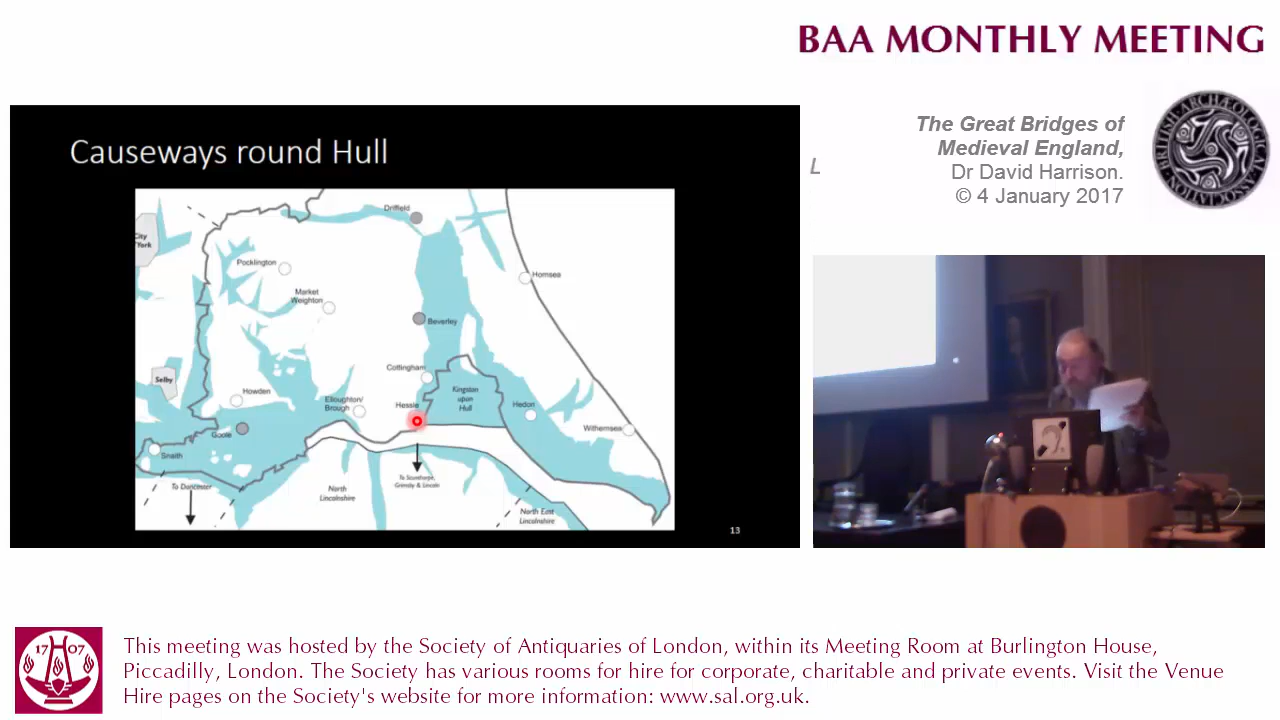 BAA MONTHLY MEETING
The Great Bridges of
Medieval England,
Dr David Harrison.
© 4 January 2017
L
BRITISH · ARCHÆOLOGICAL · ASSOCIATION
Causeways round Hull
Driffield
City
York
Pocklington
Hornsea
Market
Weighton
Beverley
Cottingham
Selby
Howden
Elloughton/
Brough
Hessle
Kingston
upon
Hull
Hedon
Withernsea
Goole
Snaith
To Doncaster
North
Lincolnshire
To Scunthorpe,
Grimsby & Lincoln
North East
Lincolnshire
13
17 07
This meeting was hosted by the Society of Antiquaries of London, within its Meeting Room at Burlington House,
Piccadilly, London. The Society has various rooms for hire for corporate, charitable and private events. Visit the Venue
Hire pages on the Society's website for more information: www.sal.org.uk.